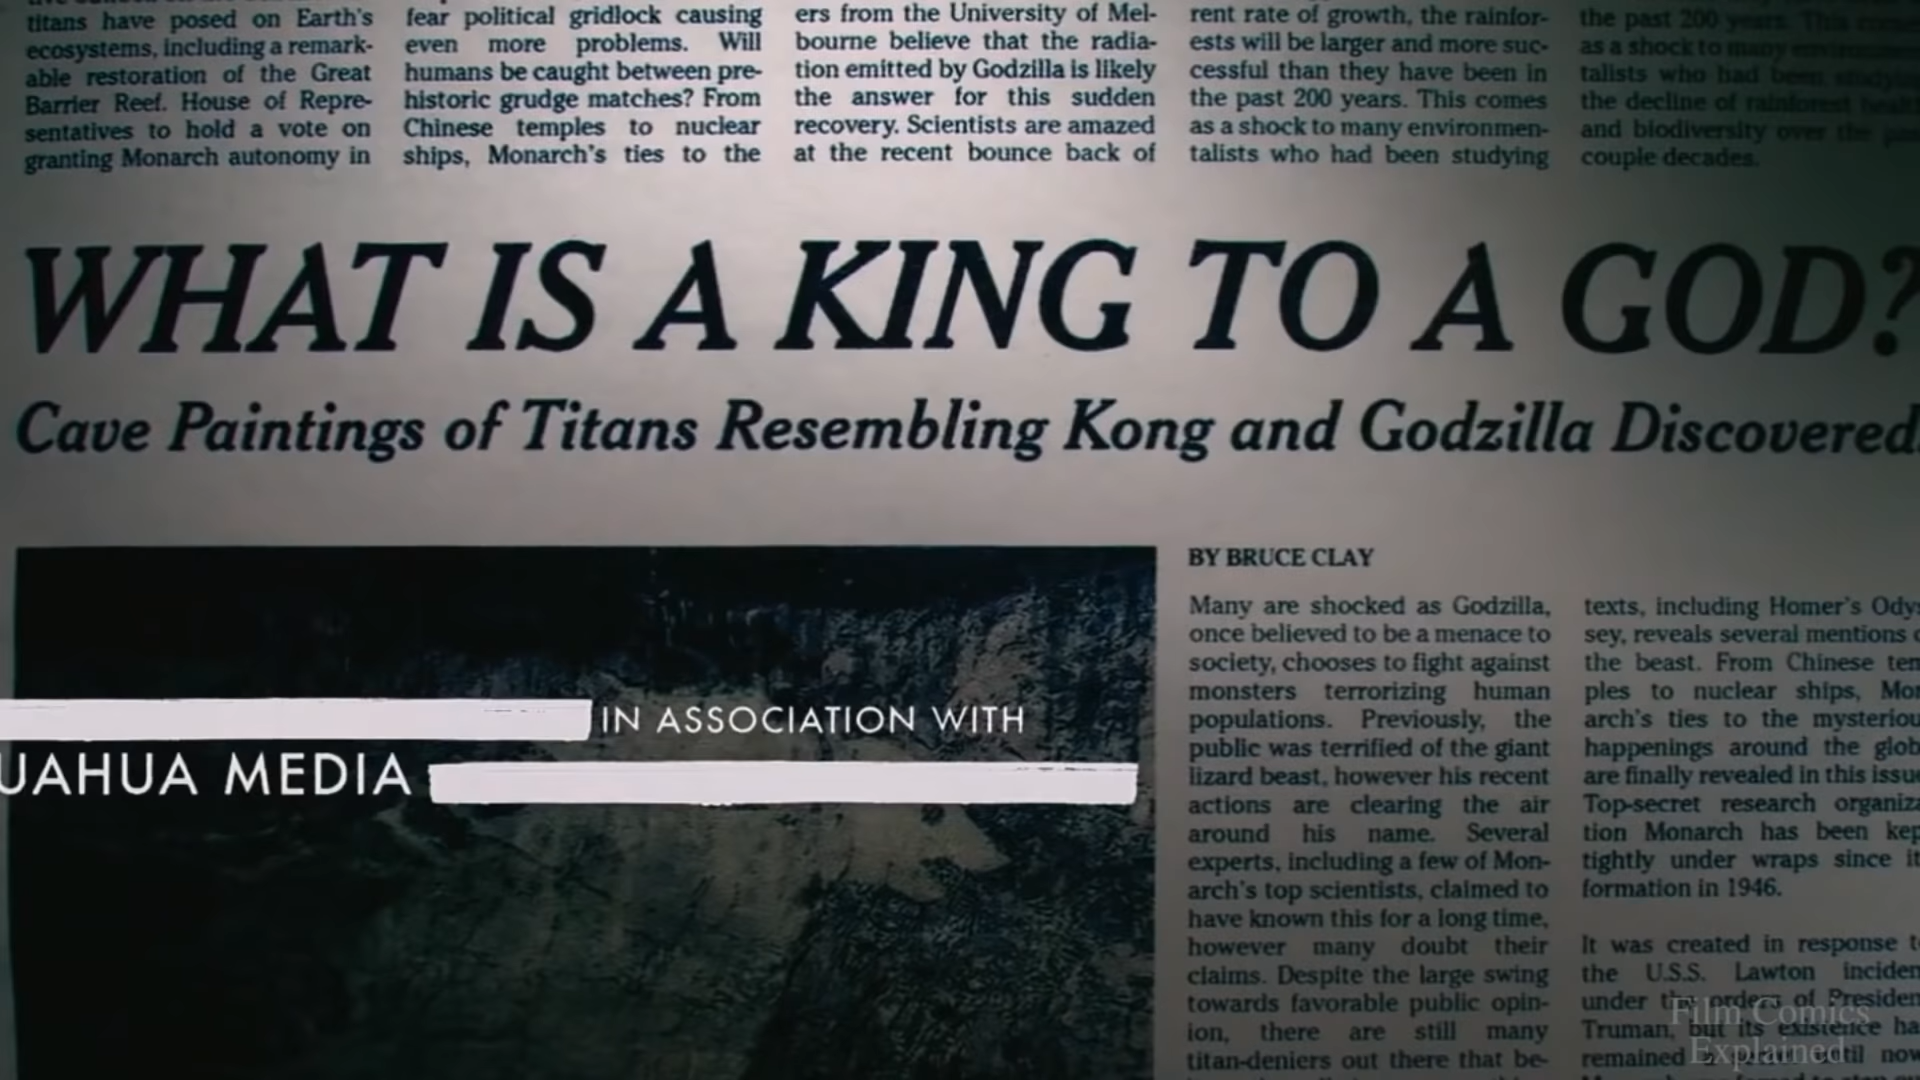 titans have posed on Earth's
ecosystems, including a remark-
able restoration of the Great
Barrier Reef. House of Repre-
sentatives to hold a vote on
granting Monarch autonomy in
fear political gridlock causing
even more problems. Will
humans be caught between pre-
historic grudge matches? From
Chinese temples to nuclear
ships, Monarch's ties to the
ers from the University of Mel-
bourne believe that the radia-
tion emitted by Godzilla is likely
the answer for this sudden
recovery. Scientists are amazed
at the recent bounce back of
rent rate of growth, the rainfor-
ests will be larger and more suc-
cessful than they have been in
the past 200 years. This comes
as a shock to many environmen-
talists who had been studying
the past 200 years. This comes
as a shock to many
talists who had been studying
the decline of rainforest health
and biodiversity over the past
couple decades.
WHAT IS A KING TO A GOD?
Cave Paintings of Titans Resembling Kong and Godzilla Discovered
IN ASSOCIATION WITH
UAHUA MEDIA
BY BRUCE CLAY
Many are shocked as Godzilla,
once believed to be a menace to
society, chooses to fight against
monsters terrorizing human
populations. Previously, the
public was terrified of the giant
lizard beast, however his recent
actions are clearing the air
around his name. Several
experts, including a few of Mon-
arch's top scientists, claimed to
have known this for a long time,
however many doubt their
claims. Despite the large swing
towards favorable public opin-
ion, there are still many
titan-deniers out there that be-
texts, including Homer's Odys
sey, reveals several mentions o
the beast. From Chinese tem
ples to nuclear ships, Mon
arch's ties to the mysteriou
happenings around the glob
are finally revealed in this issue
Top-secret research organiza
tion Monarch has been kep
tightly under wraps since it
formation in 1946.
It was created in response to
the U.S.S. Lawton inciden
under the orders of Presiden
Truman, but its existence ha
remained a until now
Film Comics
Explained